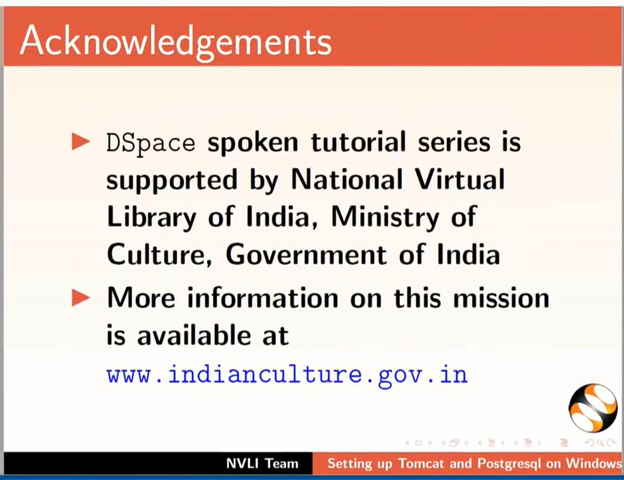 Acknowledgements
DSpace spoken tutorial series is
supported by National Virtual
Library of India, Ministry of
Culture, Government of India
More information on this mission
is available at
www.indianculture.gov.in
NVLI Team
Setting up Tomcat and Postgresql on Windows